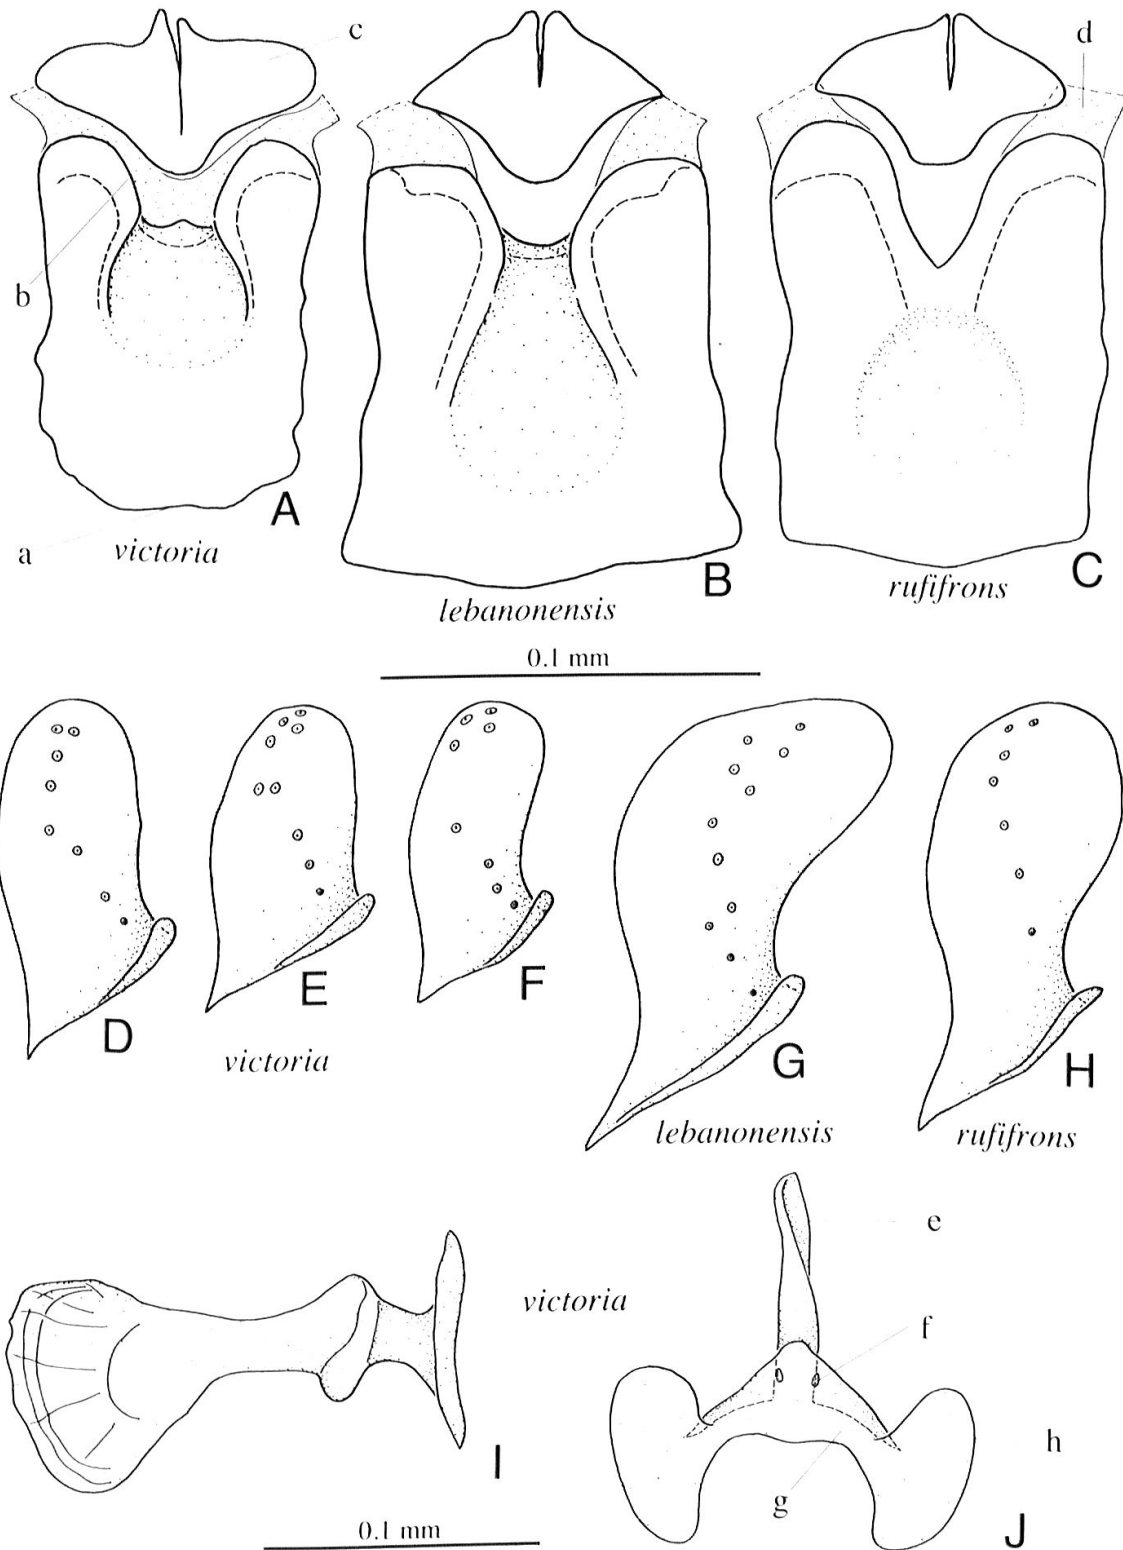 c
d
b
A
a
victoria
B
lebanonensis
C
rufifrons
0.1 mm
D
E
F
victoria
G
lebanonensis
H
rufifrons
e
victoria
f
I
g
h
J
0.1 mm